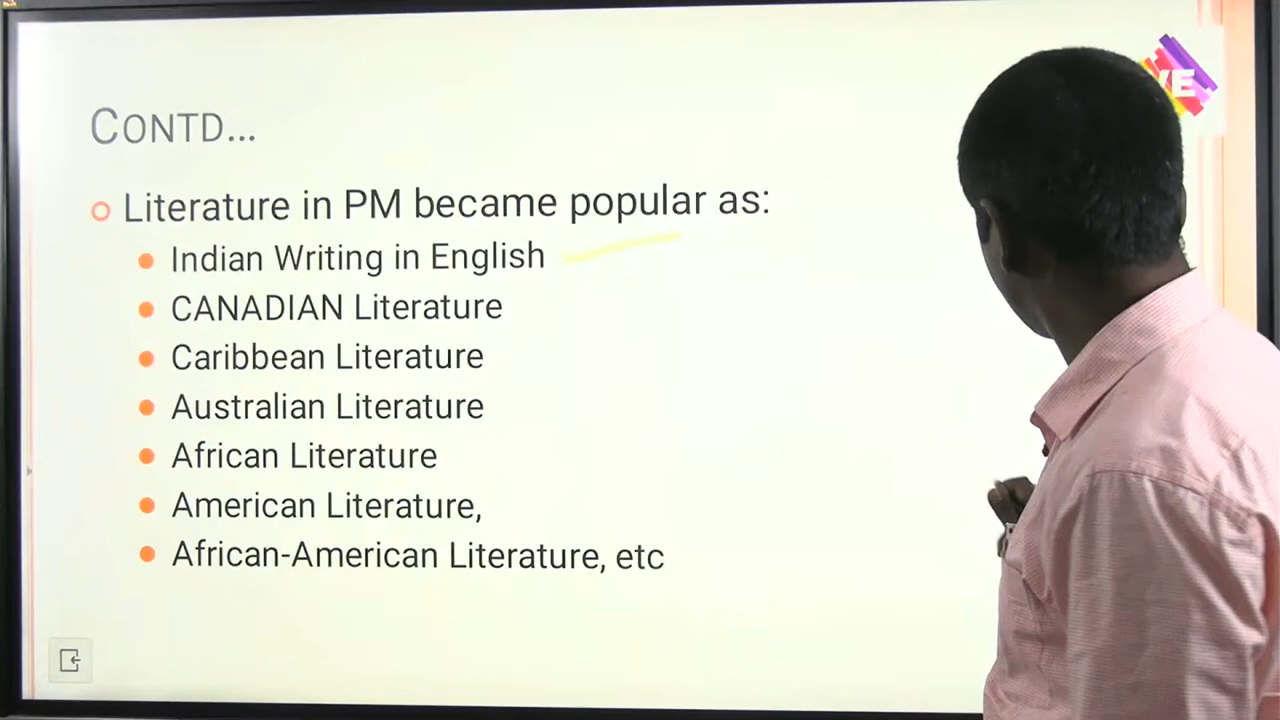 CONTD...
Literature in PM became popular as:
Indian Writing in English
CANADIAN Literature
Caribbean Literature
Australian Literature
African Literature
American Literature,
African-American Literature, etc